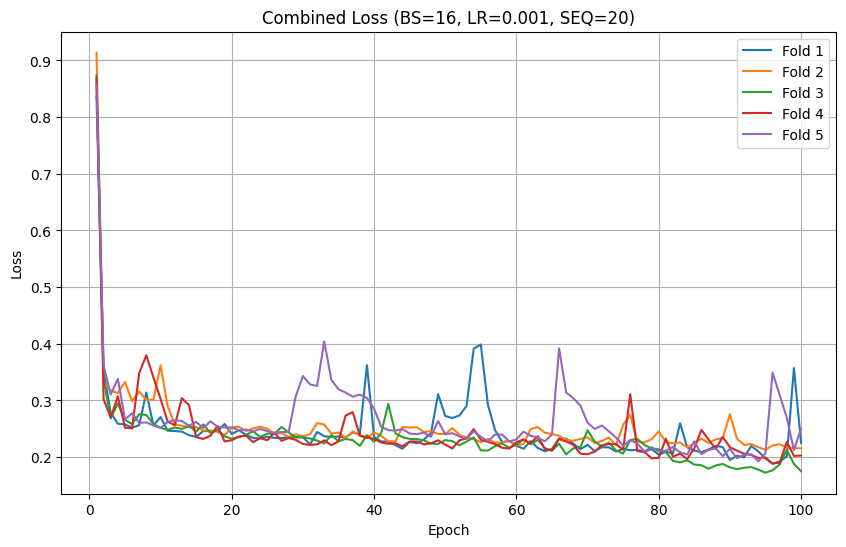 Combined Loss (BS=16, LR=0.001, SEQ=20)
Fold 1
Fold 2
Fold 3
Fold 4
Fold 5
Loss
0.9
0.8
0.7
0.6
0.5
0.4
0.3
0.2
0 20 40 60 80 100
Epoch